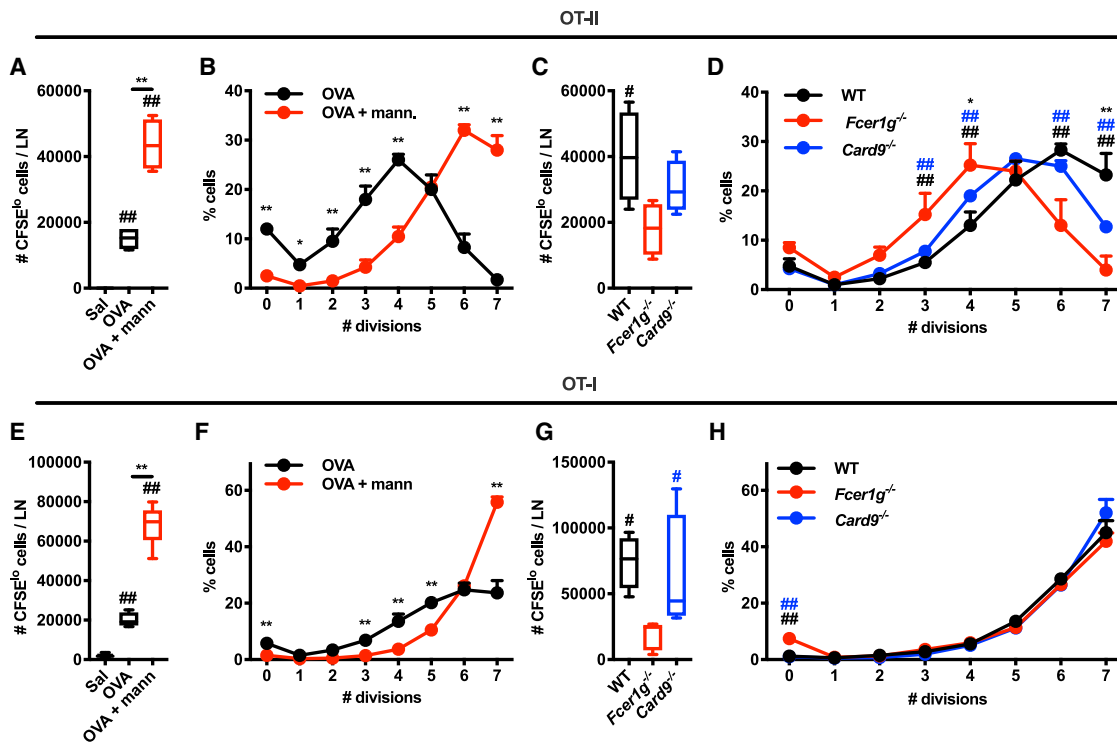 OT-II
A
# CFSElo cells / LN
60000
40000
20000
0
**
##
##
Sal
OVA
OVA + mann
B
% cells
40
30
20
10
0
OVA
OVA + mann.
**
*
**
**
**
**
**
0 1 2 3 4 5 6 7
# divisions
C
# CFSElo cells / LN
60000
40000
20000
0
#
WT
Fcer1g-/-
Card9-/-
D
% cells
40
30
20
10
0
WT
Fcer1g-/-
Card9-/-
##
##
*
##
##
##
##
**
##
##
0 1 2 3 4 5 6 7
# divisions
OT-I
E
# CFSElo cells / LN
100000
80000
60000
40000
20000
0
**
##
##
Sal
OVA
OVA + mann
F
% cells
60
40
20
0
OVA
OVA + mann
**
**
**
**
**
0 1 2 3 4 5 6 7
# divisions
G
# CFSElo cells / LN
150000
100000
50000
0
#
#
WT
Fcer1g-/-
Card9-/-
H
% cells
60
40
20
0
WT
Fcer1g-/-
Card9-/-
##
##
0 1 2 3 4 5 6 7
# divisions